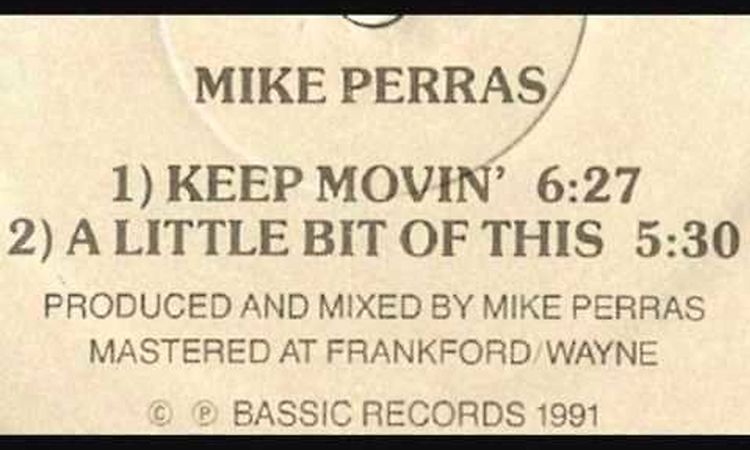 MIKE PERRAS
1) KEEP MOVIN' 6:27
2) A LITTLE BIT OF THIS 5:30
PRODUCED AND MIXED BY MIKE PERRAS
MASTERED AT FRANKFORD/WAYNE
© ℗ BASSIC RECORDS 1991